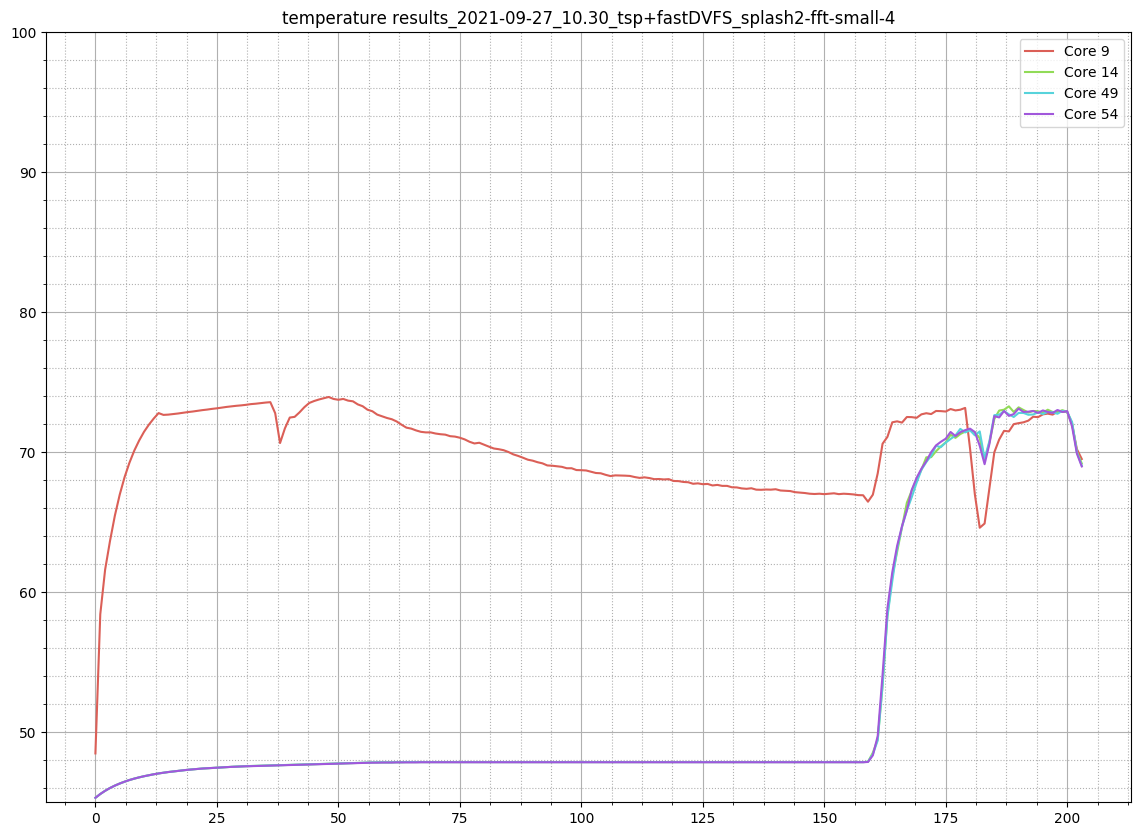 temperature results_2021-09-27_10.30_tsp+fastDVFS_splash2-fft-small-4
Core 9
Core 14
Core 49
Core 54
100
90
80
70
60
50
0 25 50 75 100 125 150 175 200